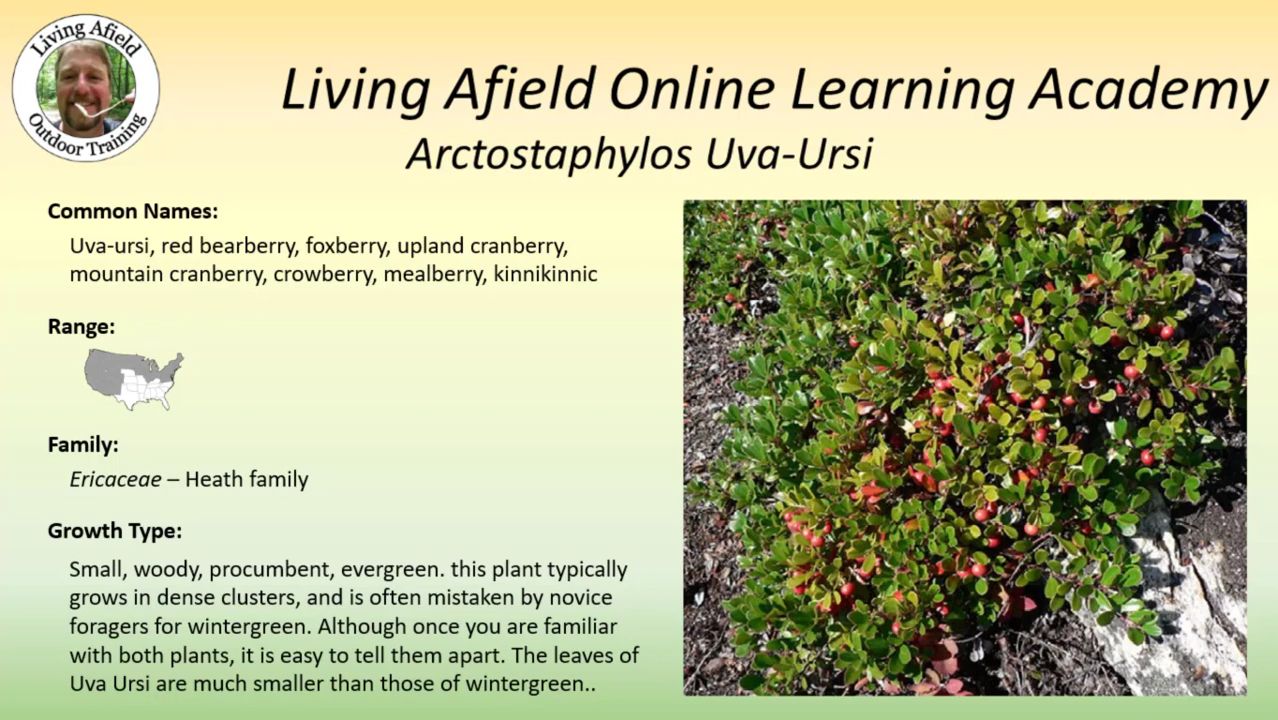 Living Afield
Outdoor Training
Living Afield Online Learning Academy
Arctostaphylos Uva-Ursi
Common Names:
Uva-ursi, red bearberry, foxberry, upland cranberry,
mountain cranberry, crowberry, mealberry, kinnikinnic
Range:
Family:
Ericaceae – Heath family
Growth Type:
Small, woody, procumbent, evergreen. this plant typically
grows in dense clusters, and is often mistaken by novice
foragers for wintergreen. Although once you are familiar
with both plants, it is easy to tell them apart. The leaves of
Uva Ursi are much smaller than those of wintergreen..